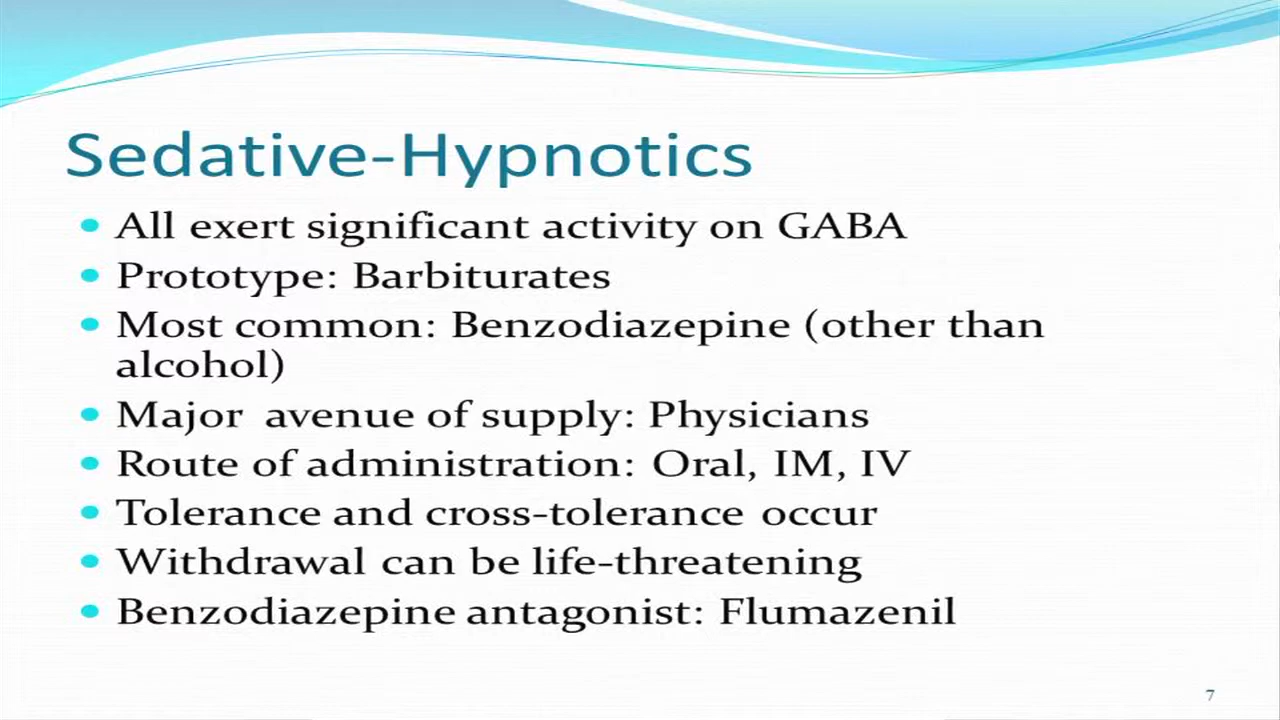 Sedative-Hypnotics
• All exert significant activity on GABA
• Prototype: Barbiturates
• Most common: Benzodiazepine (other than
alcohol)
• Major avenue of supply: Physicians
• Route of administration: Oral, IM, IV
• Tolerance and cross-tolerance occur
• Withdrawal can be life-threatening
• Benzodiazepine antagonist: Flumazenil
7